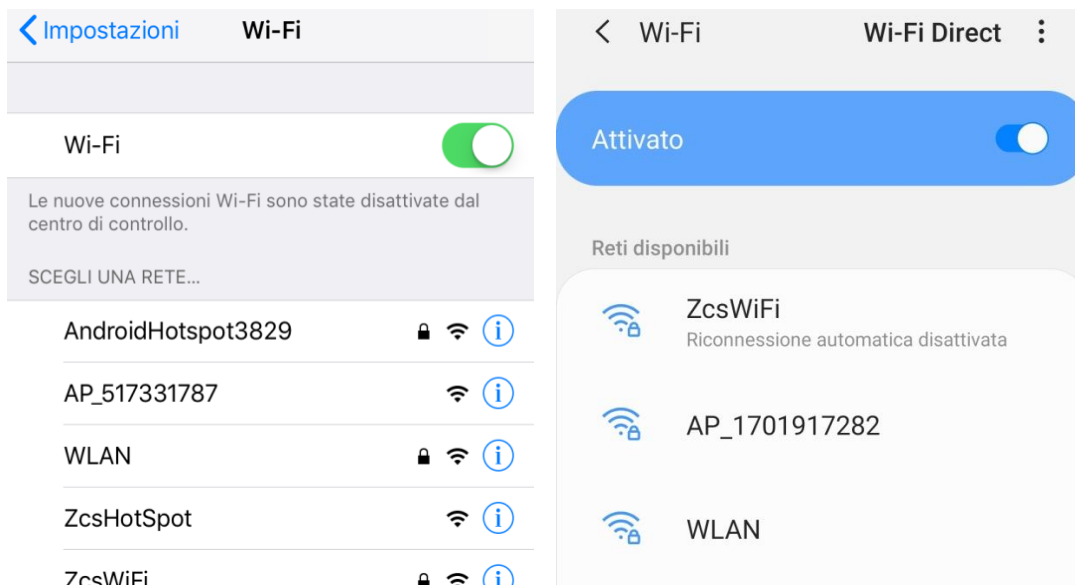 Impostazioni
Wi-Fi
Wi-Fi
Le nuove connessioni Wi-Fi sono state disattivate dal
centro di controllo.
SCEGLI UNA RETE...
AndroidHotspot3829
AP_517331787
WLAN
ZcsHotSpot
ZcsWiFi
Wi-Fi
Wi-Fi Direct
Attivato
Reti disponibili
ZcsWiFi
Riconnessione automatica disattivata
AP_1701917282
WLAN